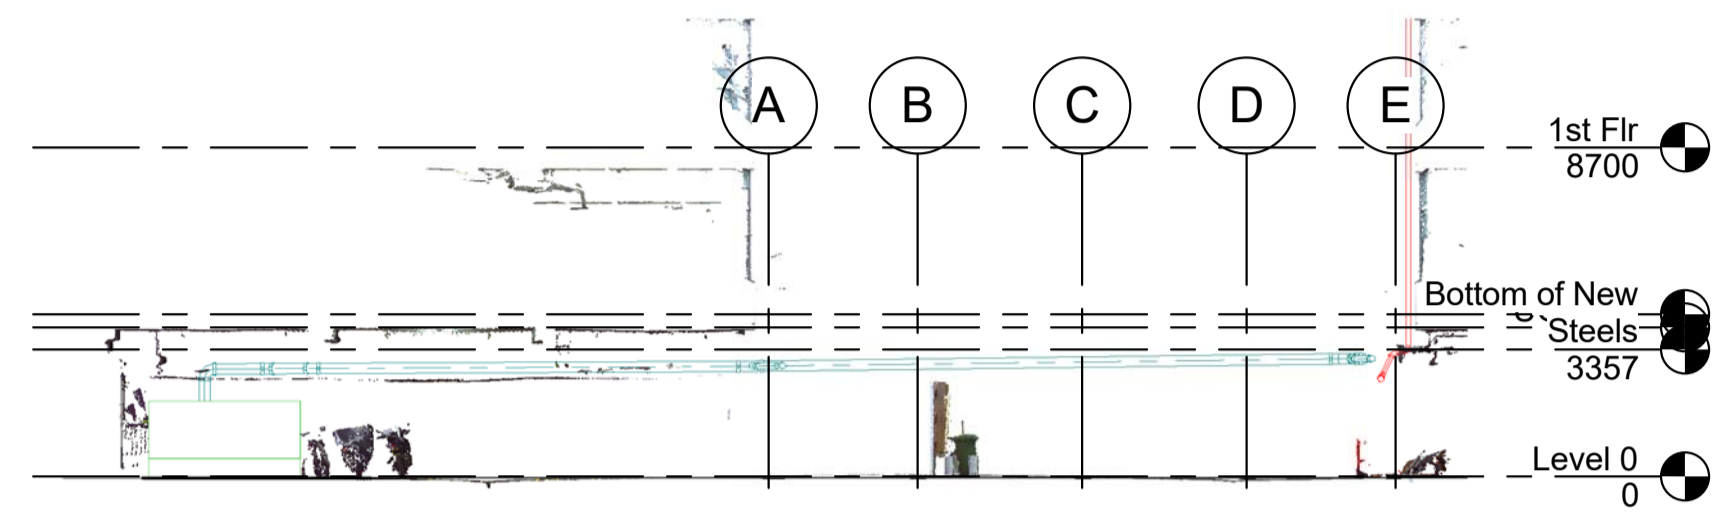 A B C D E
1st Flr
8700
Bottom of New
Steels
3357
Level 0
0